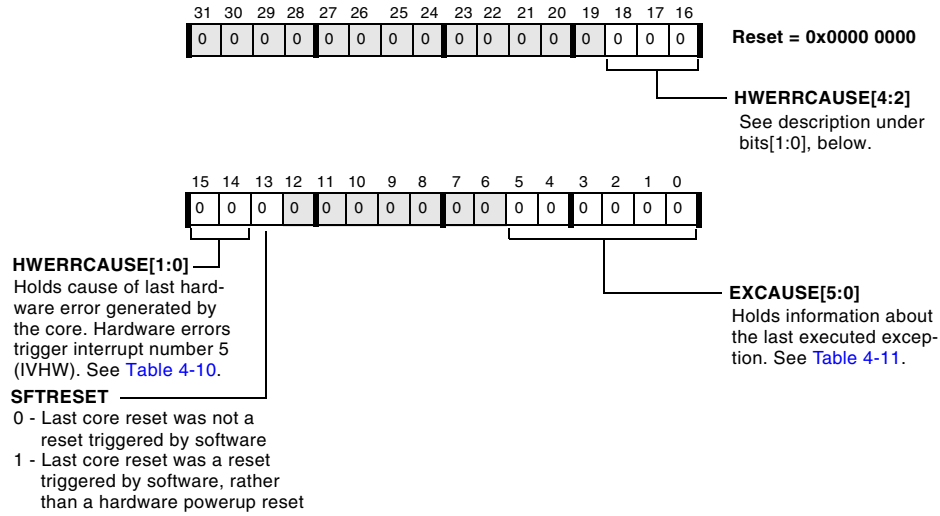 31 30 29 28 27 26 25 24 23 22 21 20 19 18 17 16
0 0 0 0 0 0 0 0 0 0 0 0 0 0 0 0
Reset = 0x0000 0000
HWERRCAUSE[4:2]
See description under
bits[1:0], below.
15 14 13 12 11 10 9 8 7 6 5 4 3 2 1 0
0 0 0 0 0 0 0 0 0 0 0 0 0 0 0 0
HWERRCAUSE[1:0]
Holds cause of last hard-
ware error generated by
the core. Hardware errors
trigger interrupt number 5
(IVHW). See Table 4-10.
SFTRESET
0 - Last core reset was not a
reset triggered by software
1 - Last core reset was a reset
triggered by software, rather
than a hardware powerup reset
EXCAUSE[5:0]
Holds information about
the last executed excep-
tion. See Table 4-11.